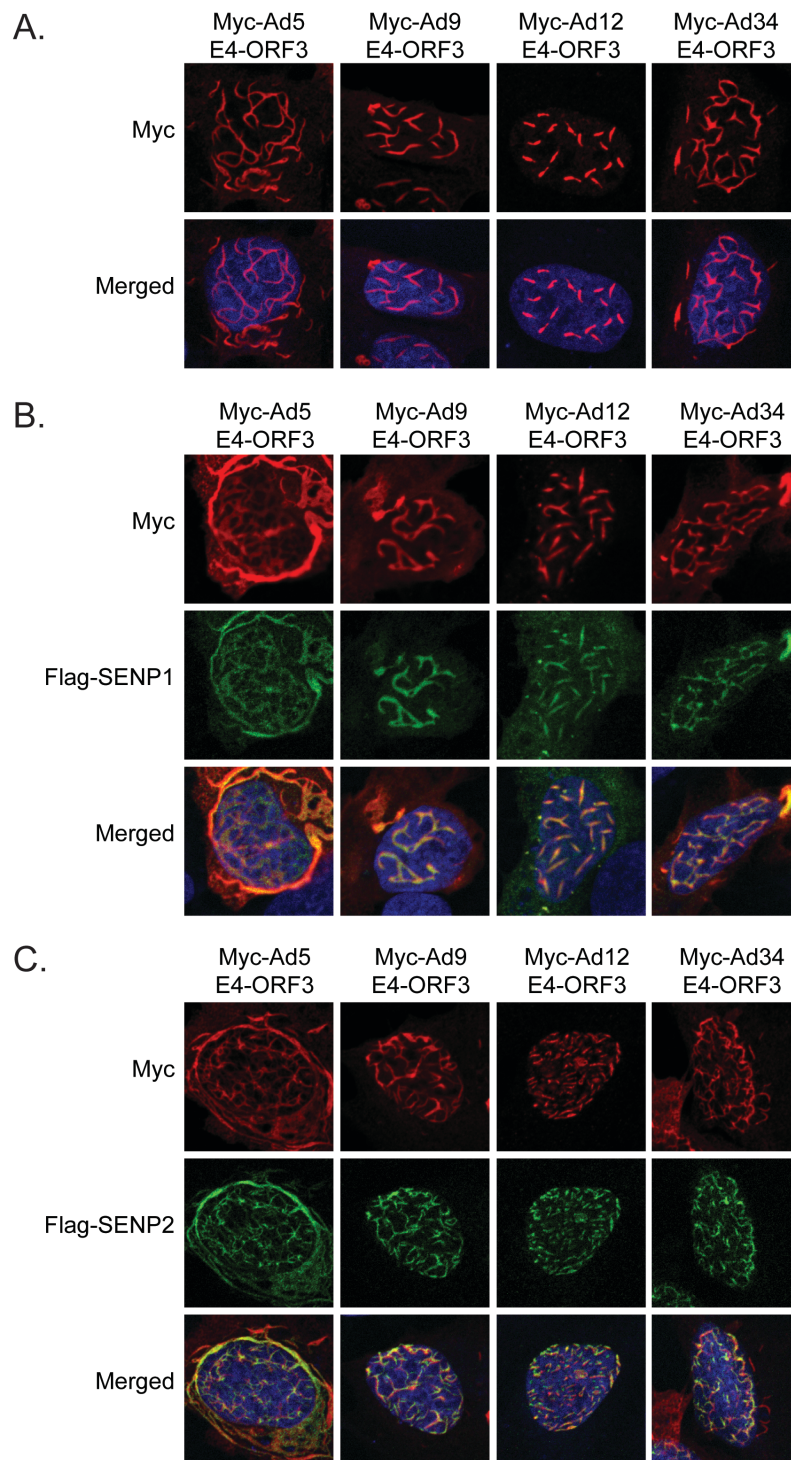 A.
Myc-Ad5 Myc-Ad9 Myc-Ad12 Myc-Ad34
E4-ORF3 E4-ORF3 E4-ORF3 E4-ORF3
Myc
Merged
B.
Myc-Ad5 Myc-Ad9 Myc-Ad12 Myc-Ad34
E4-ORF3 E4-ORF3 E4-ORF3 E4-ORF3
Myc
Flag-SENP1
Merged
C.
Myc-Ad5 Myc-Ad9 Myc-Ad12 Myc-Ad34
E4-ORF3 E4-ORF3 E4-ORF3 E4-ORF3
Myc
Flag-SENP2
Merged